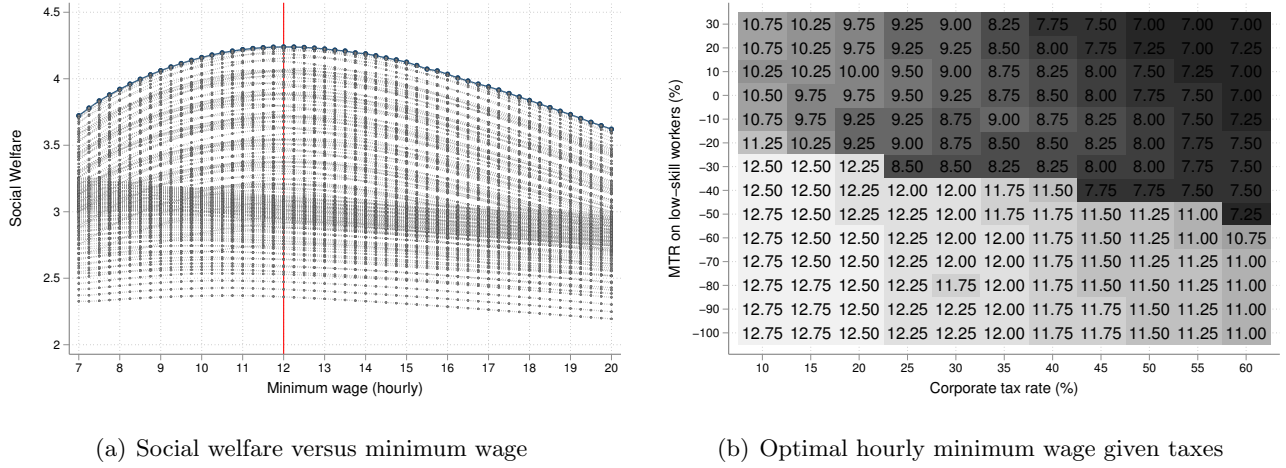 4.5
4
3.5
3
2.5
2
Social Welfare
7 8 9 10 11 12 13 14 15 16 17 18 19 20
Minimum wage (hourly)
(a) Social welfare versus minimum wage
MTR on low−skill workers (%)
30 10.75 10.25 9.75 9.25 9.00 8.25 7.75 7.50 7.00 7.00 7.00
20 10.75 10.25 9.75 9.25 9.25 8.50 8.00 7.75 7.25 7.00 7.25
10 10.25 10.25 10.00 9.50 9.00 8.75 8.25 8.00 7.50 7.25 7.00
0 10.50 9.75 9.75 9.50 9.25 8.75 8.50 8.00 7.75 7.50 7.00
−10 10.75 9.75 9.25 9.25 8.75 9.00 8.75 8.25 8.00 7.50 7.25
−20 11.25 10.25 9.25 9.00 8.75 8.50 8.50 8.25 7.75 7.75 7.25
−30 12.50 12.50 12.25 8.50 8.50 8.25 8.25 8.00 8.00 7.75 7.50
−40 12.50 12.50 12.25 12.00 12.00 11.75 11.50 7.75 7.75 7.50 7.50
−50 12.75 12.50 12.25 12.25 12.00 11.75 11.75 11.50 11.25 11.00 7.25
−60 12.75 12.50 12.50 12.25 12.00 12.00 11.75 11.50 11.25 11.00 10.75
−70 12.75 12.50 12.50 12.25 12.00 12.00 11.75 11.50 11.50 11.25 11.00
−80 12.75 12.75 12.50 12.25 11.75 12.00 11.75 11.50 11.50 11.25 11.00
−90 12.75 12.75 12.50 12.25 12.25 12.00 11.75 11.75 11.50 11.25 11.00
−100 12.75 12.75 12.50 12.25 12.25 12.00 11.75 11.75 11.50 11.25 11.00
10 15 20 25 30 35 40 45 50 55 60
Corporate tax rate (%)
(b) Optimal hourly minimum wage given taxes